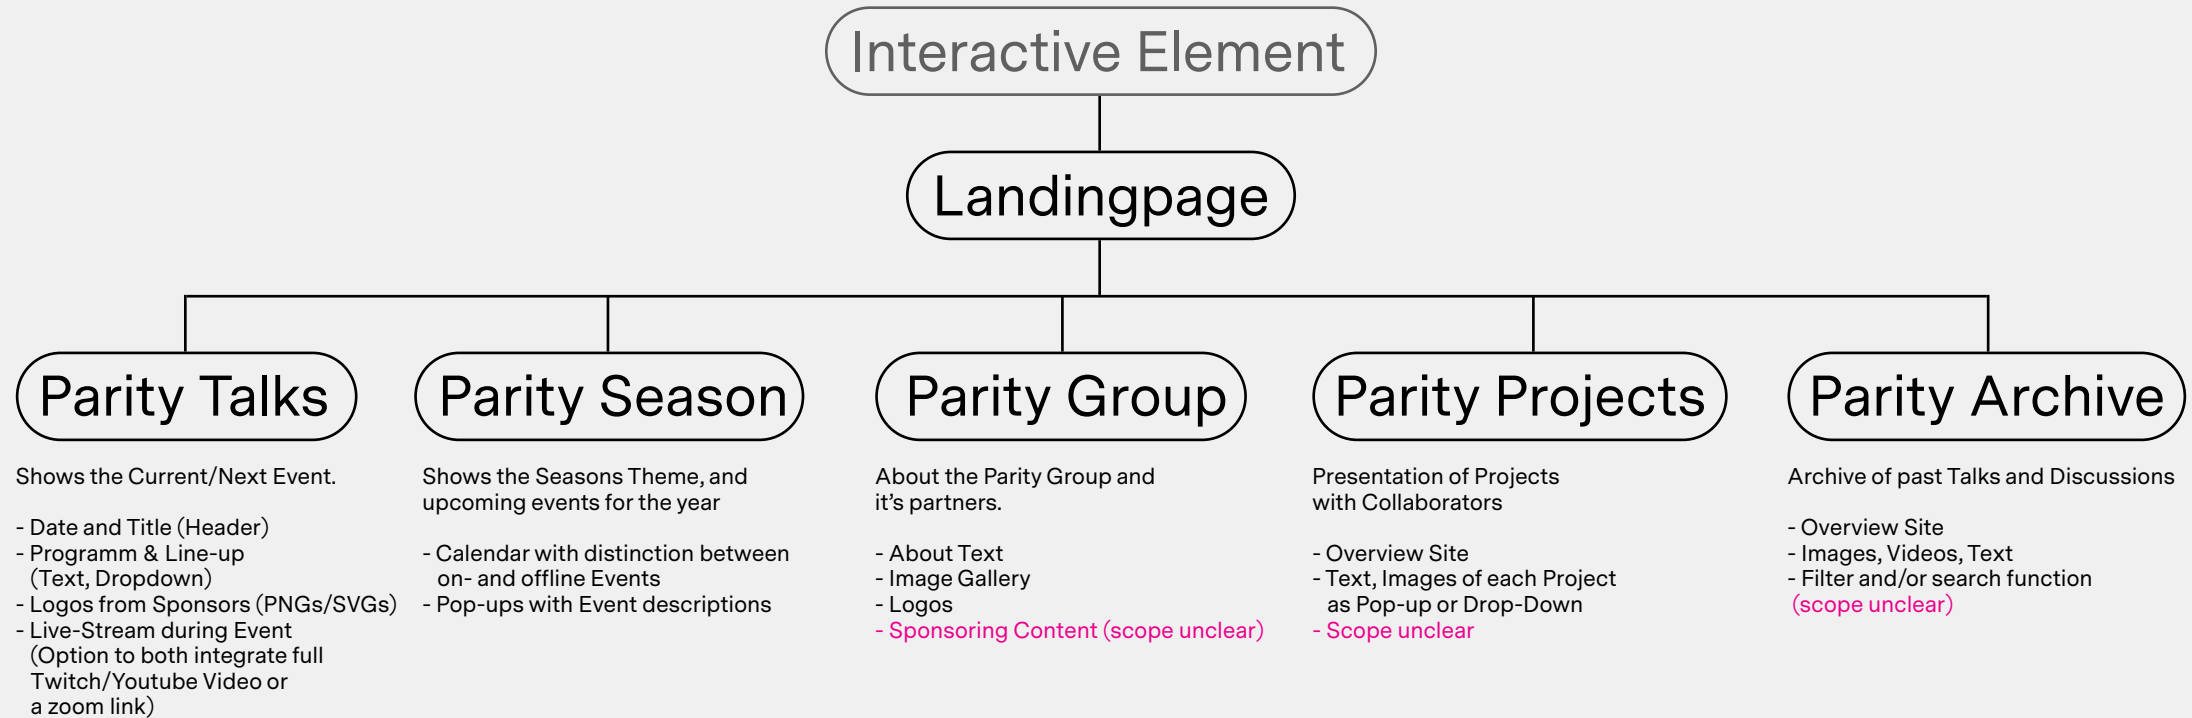 Interactive Element
Landingpage
Parity Talks
Shows the Current/Next Event.
- Date and Title (Header)
- Programm & Line-up
(Text, Dropdown)
- Logos from Sponsors (PNGs/SVGs)
- Live-Stream during Event
(Option to both integrate full
Twitch/Youtube Video or
a zoom link)
Parity Season
Shows the Seasons Theme, and
upcoming events for the year
- Calendar with distinction between
on- and offline Events
- Pop-ups with Event descriptions
Parity Group
About the Parity Group and
it's partners.
- About Text
- Image Gallery
- Logos
- Sponsoring Content (scope unclear)
Parity Projects
Presentation of Projects
with Collaborators
- Overview Site
- Text, Images of each Project
as Pop-up or Drop-Down
- Scope unclear
Parity Archive
Archive of past Talks and Discussions
- Overview Site
- Images, Videos, Text
- Filter and/or search function
(scope unclear)